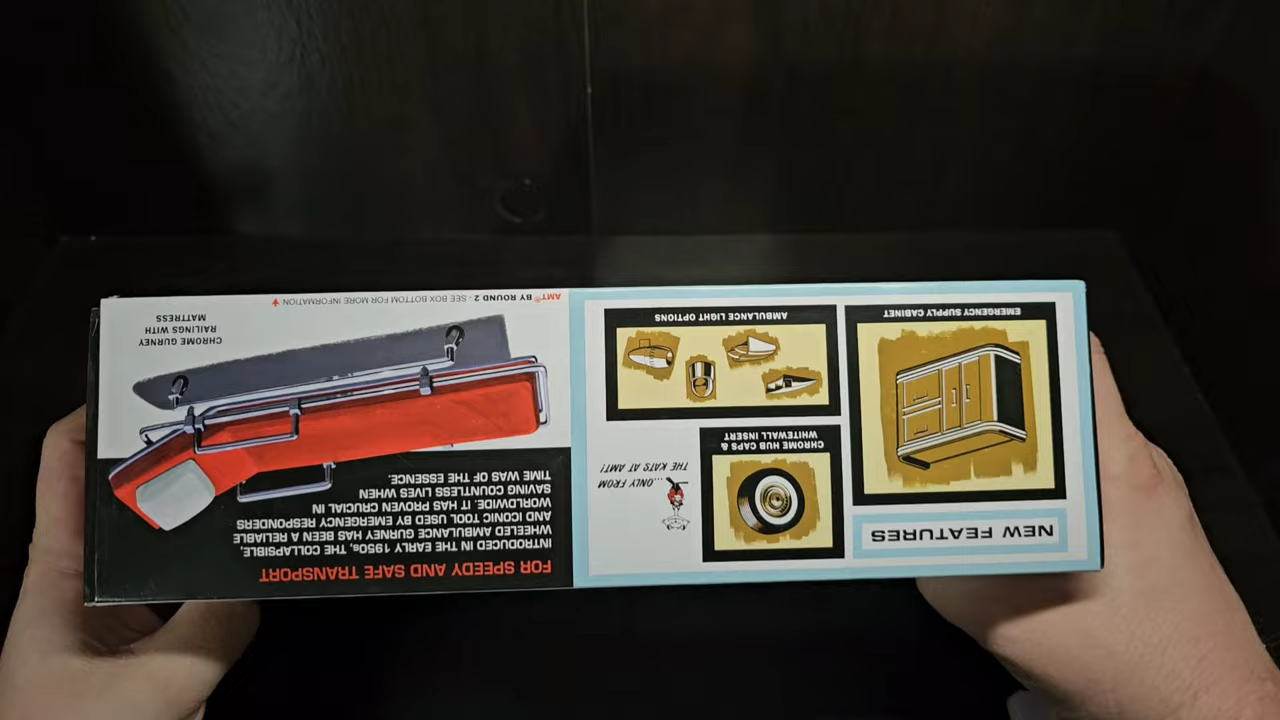 NEW FEATURES
EMERGENCY SUPPLY CABINET
CHROME HUB CAPS &
WHITEWALL INSERT
...ONLY FROM
THE KATS AT AMT!
AMBULANCE LIGHT OPTIONS
FOR SPEEDY AND SAFE TRANSPORT
INTRODUCED IN THE EARLY 1950s, THE COLLAPSIBLE,
WHEELED AMBULANCE GURNEY HAS BEEN A RELIABLE
AND ICONIC TOOL USED BY EMERGENCY RESPONDERS
WORLDWIDE. IT HAS PROVEN CRUCIAL IN
SAVING COUNTLESS LIVES WHEN
TIME WAS OF THE ESSENCE.
CHROME GURNEY
RAILINGS WITH
MATTRESS
AMT® BY ROUND 2 - SEE BOX BOTTOM FOR MORE INFORMATION